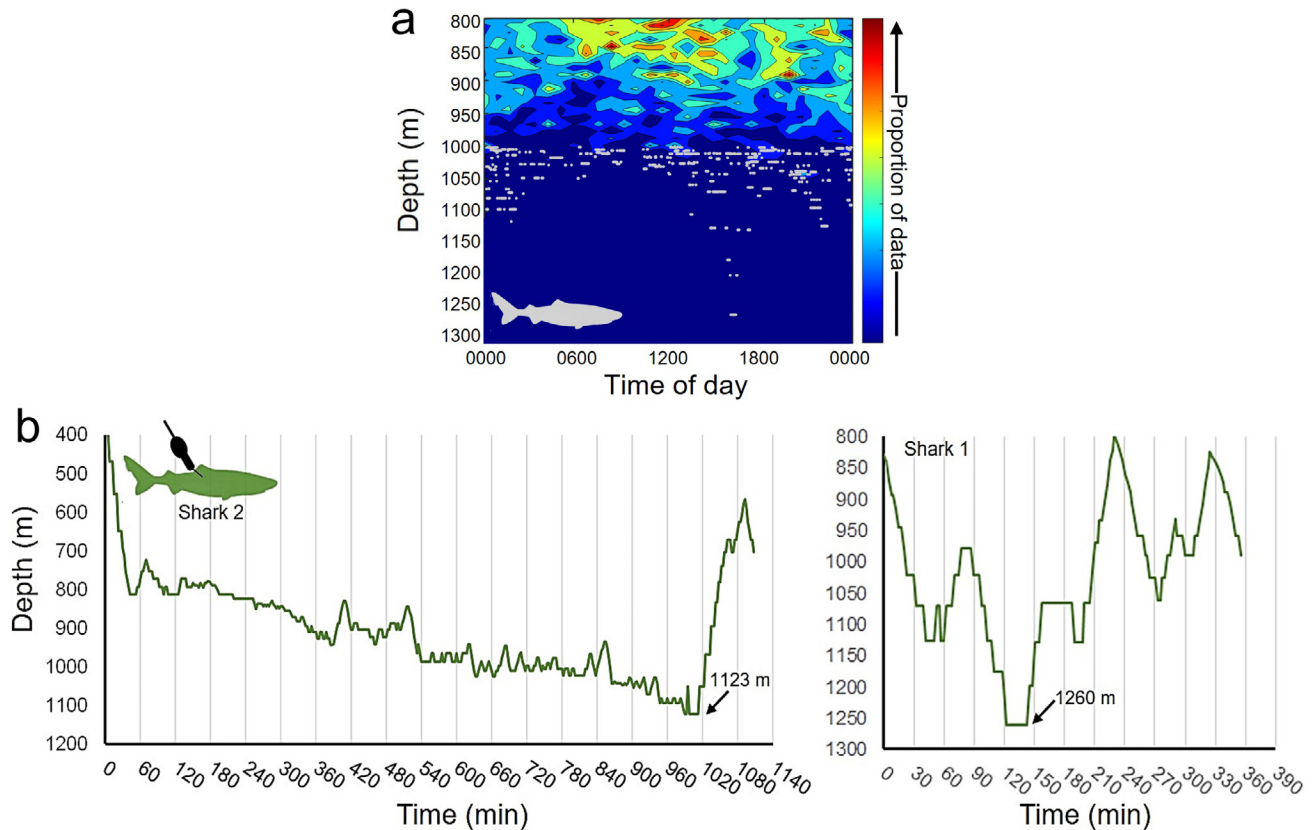 a
800
850
900
950
1000
1050
1100
1150
1200
1250
1300
Depth (m)
0000 0600 1200 1800 0000
Time of day
Proportion of data
b
400
500
600
700
800
900
1000
1100
1200
Depth (m)
Shark 2
1123 m
0 60 120 180 240 300 360 420 480 540 600 660 720 780 840 900 960 1020 1080 1140
Time (min)
800
850
900
950
1000
1050
1100
1150
1200
1250
1300
Shark 1
1260 m
0 30 60 90 120 150 180 210 240 270 300 330 360 390
Time (min)